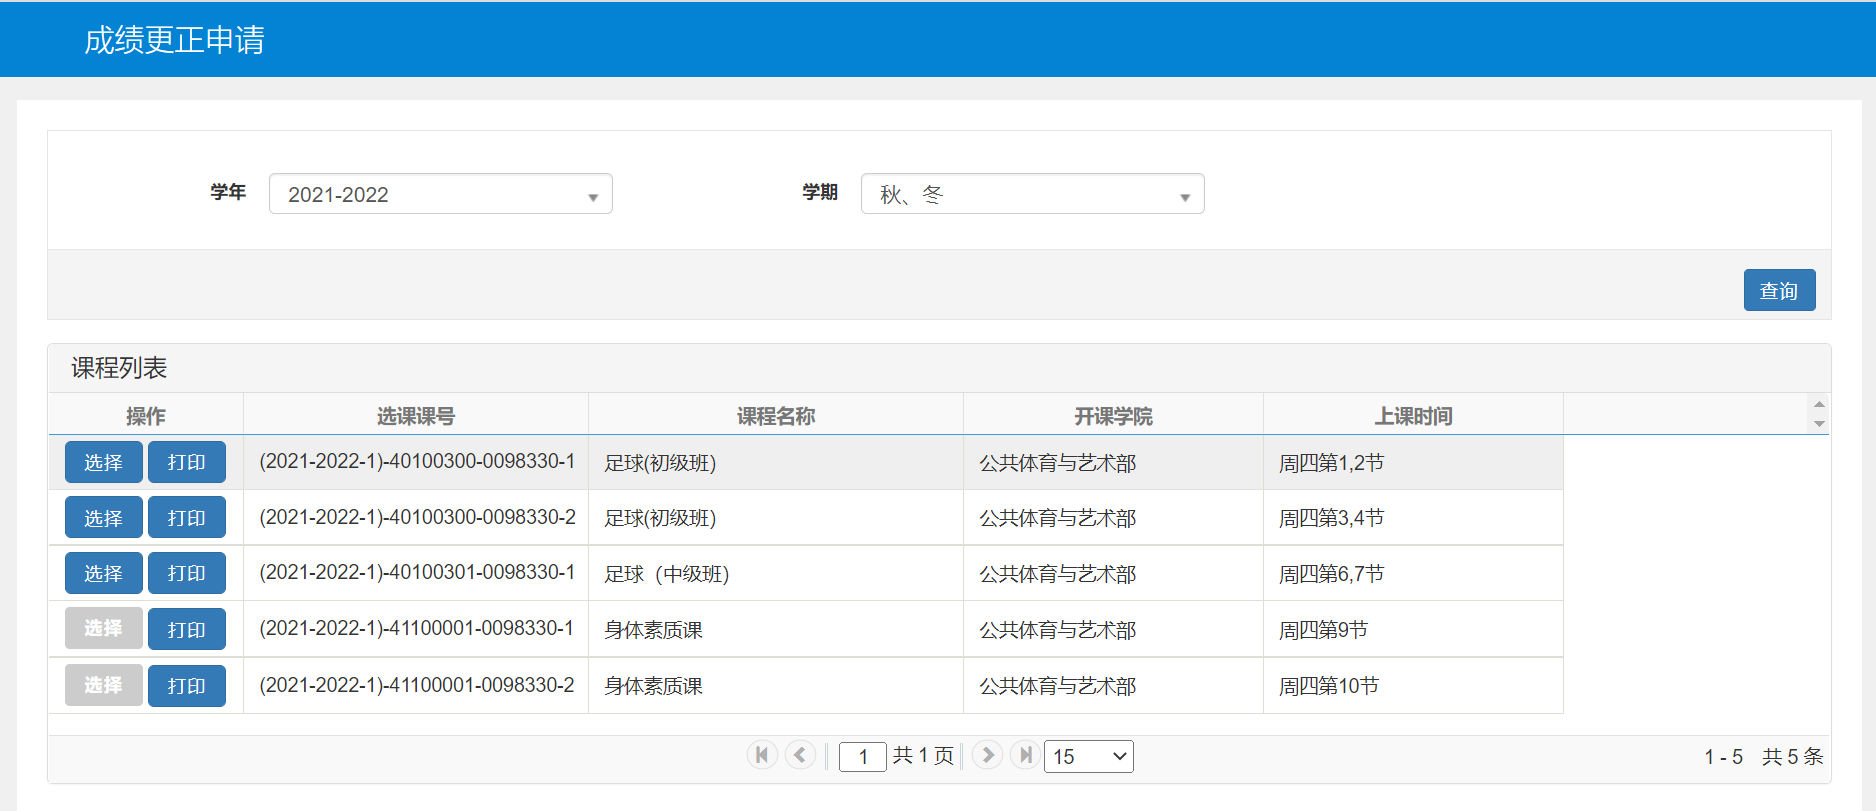 成绩更正申请
学年 2021-2022 学期 秋、冬
查询
课程列表
操作 选课课号 课程名称 开课学院 上课时间
选择 打印 (2021-2022-1)-40100300-0098330-1 足球(初级班) 公共体育与艺术部 周四第1,2节
选择 打印 (2021-2022-1)-40100300-0098330-2 足球(初级班) 公共体育与艺术部 周四第3,4节
选择 打印 (2021-2022-1)-40100301-0098330-1 足球（中级班) 公共体育与艺术部 周四第6,7节
选择 打印 (2021-2022-1)-41100001-0098330-1 身体素质课 公共体育与艺术部 周四第9节
选择 打印 (2021-2022-1)-41100001-0098330-2 身体素质课 公共体育与艺术部 周四第10节
1 共 1 页 15 1 - 5 共 5 条